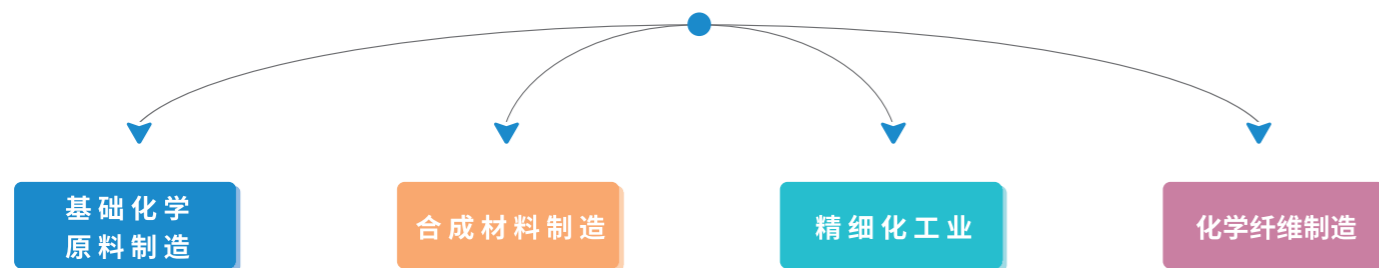 基础化学
原料制造
合成材料制造
精细化工业
化学纤维制造